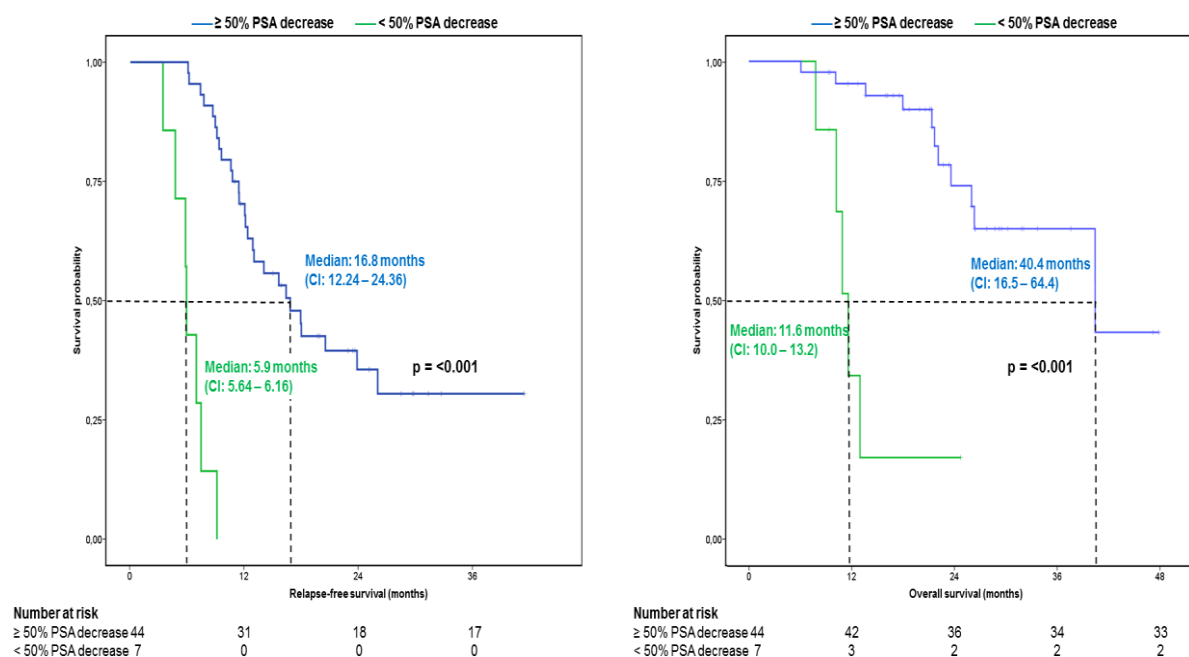 ≥ 50% PSA decrease < 50% PSA decrease
1,00
0,75
0,50
0,25
0,00
Survival probability
Median: 16.8 months
(CI: 12.24 – 24.36)
Median: 5.9 months
(CI: 5.64 – 6.16)
p = <0.001
0 12 24 36
Relapse-free survival (months)
Number at risk
≥ 50% PSA decrease 44 31 18 17
< 50% PSA decrease 7 0 0 0
≥ 50% PSA decrease < 50% PSA decrease
1,00
0,75
0,50
0,25
0,00
Survival probability
Median: 40.4 months
(CI: 16.5 – 64.4)
Median: 11.6 months
(CI: 10.0 – 13.2)
p = <0.001
0 12 24 36 48
Overall survival (months)
Number at risk
≥ 50% PSA decrease 44 42 36 34 33
< 50% PSA decrease 7 3 2 2 2